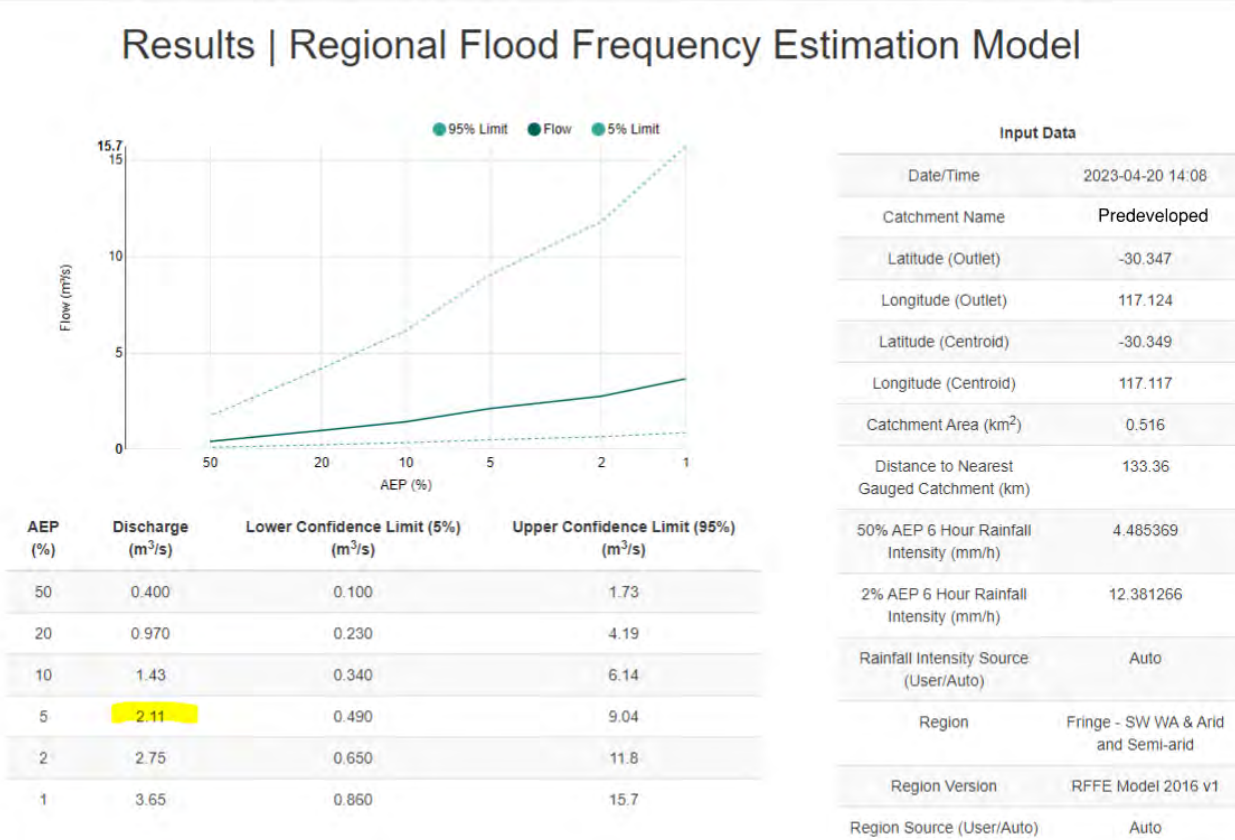 Results | Regional Flood Frequency Estimation Model
95% Limit Flow 5% Limit
15.7
15
10
5
0
Flow (m³/s)
50 20 10 5 2 1
AEP (%)
AEP (%) Discharge (m³/s) Lower Confidence Limit (5%) (m³/s) Upper Confidence Limit (95%) (m³/s)
50 0.400 0.100 1.73
20 0.970 0.230 4.19
10 1.43 0.340 6.14
5 2.11 0.490 9.04
2 2.75 0.650 11.8
1 3.65 0.860 15.7
Input Data
Date/Time 2023-04-20 14:08
Catchment Name Predeveloped
Latitude (Outlet) -30.347
Longitude (Outlet) 117.124
Latitude (Centroid) -30.349
Longitude (Centroid) 117.117
Catchment Area (km²) 0.516
Distance to Nearest Gauged Catchment (km) 133.36
50% AEP 6 Hour Rainfall Intensity (mm/h) 4.485369
2% AEP 6 Hour Rainfall Intensity (mm/h) 12.381266
Rainfall Intensity Source (User/Auto) Auto
Region Fringe - SW WA & Arid and Semi-arid
Region Version RFFE Model 2016 v1
Region Source (User/Auto) Auto